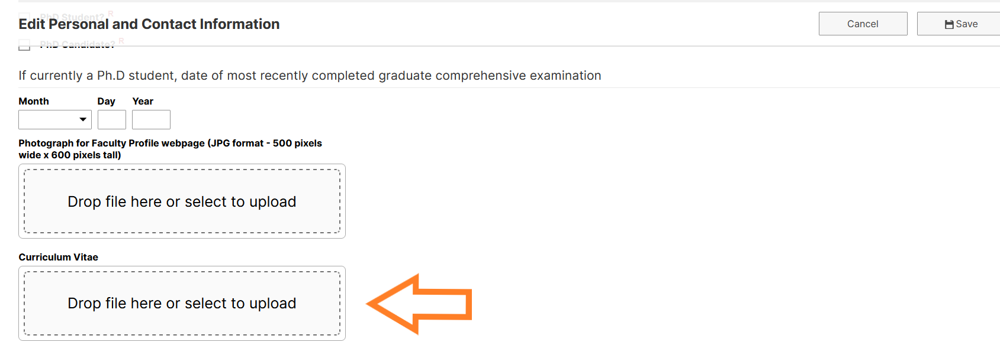 PhD Student? R
Edit Personal and Contact Information
Cancel
Save
PhD Candidate? R
If currently a Ph.D student, date of most recently completed graduate comprehensive examination
Month Day Year
Photograph for Faculty Profile webpage (JPG format - 500 pixels
wide x 600 pixels tall)
Drop file here or select to upload
Curriculum Vitae
Drop file here or select to upload